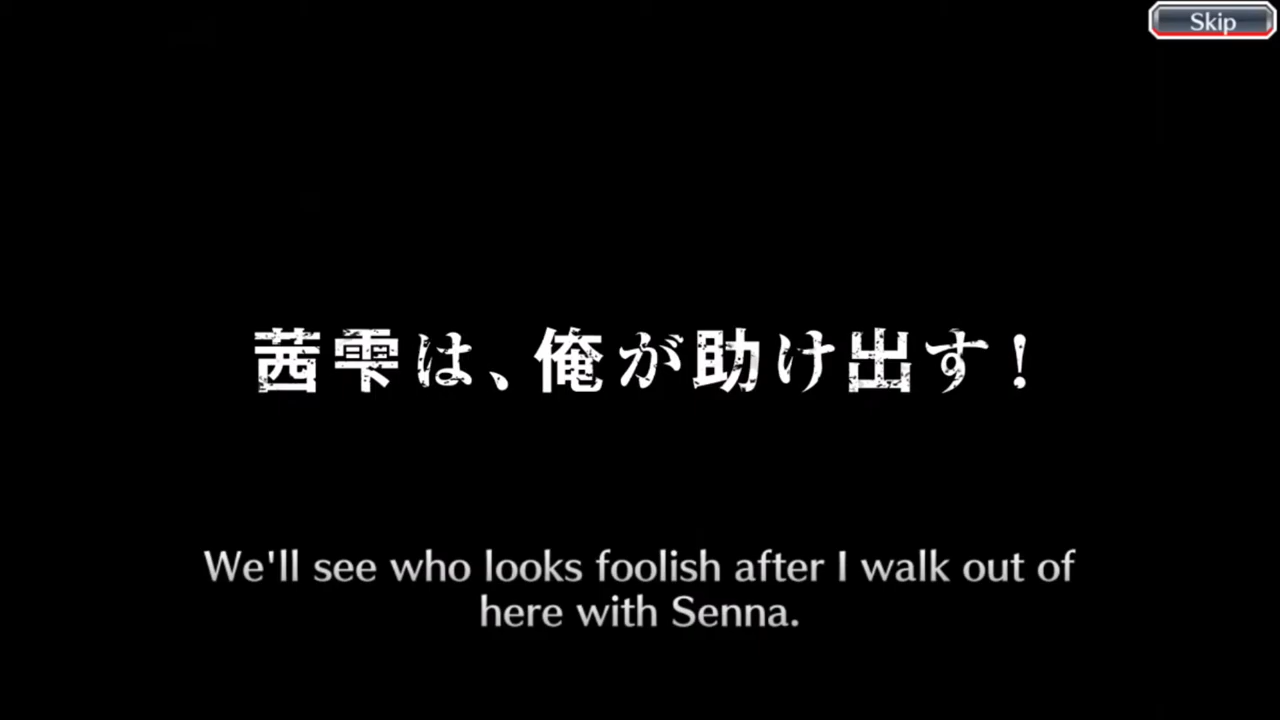 Skip
茜雫は、俺が助け出す！
We'll see who looks foolish after I walk out of
here with Senna.